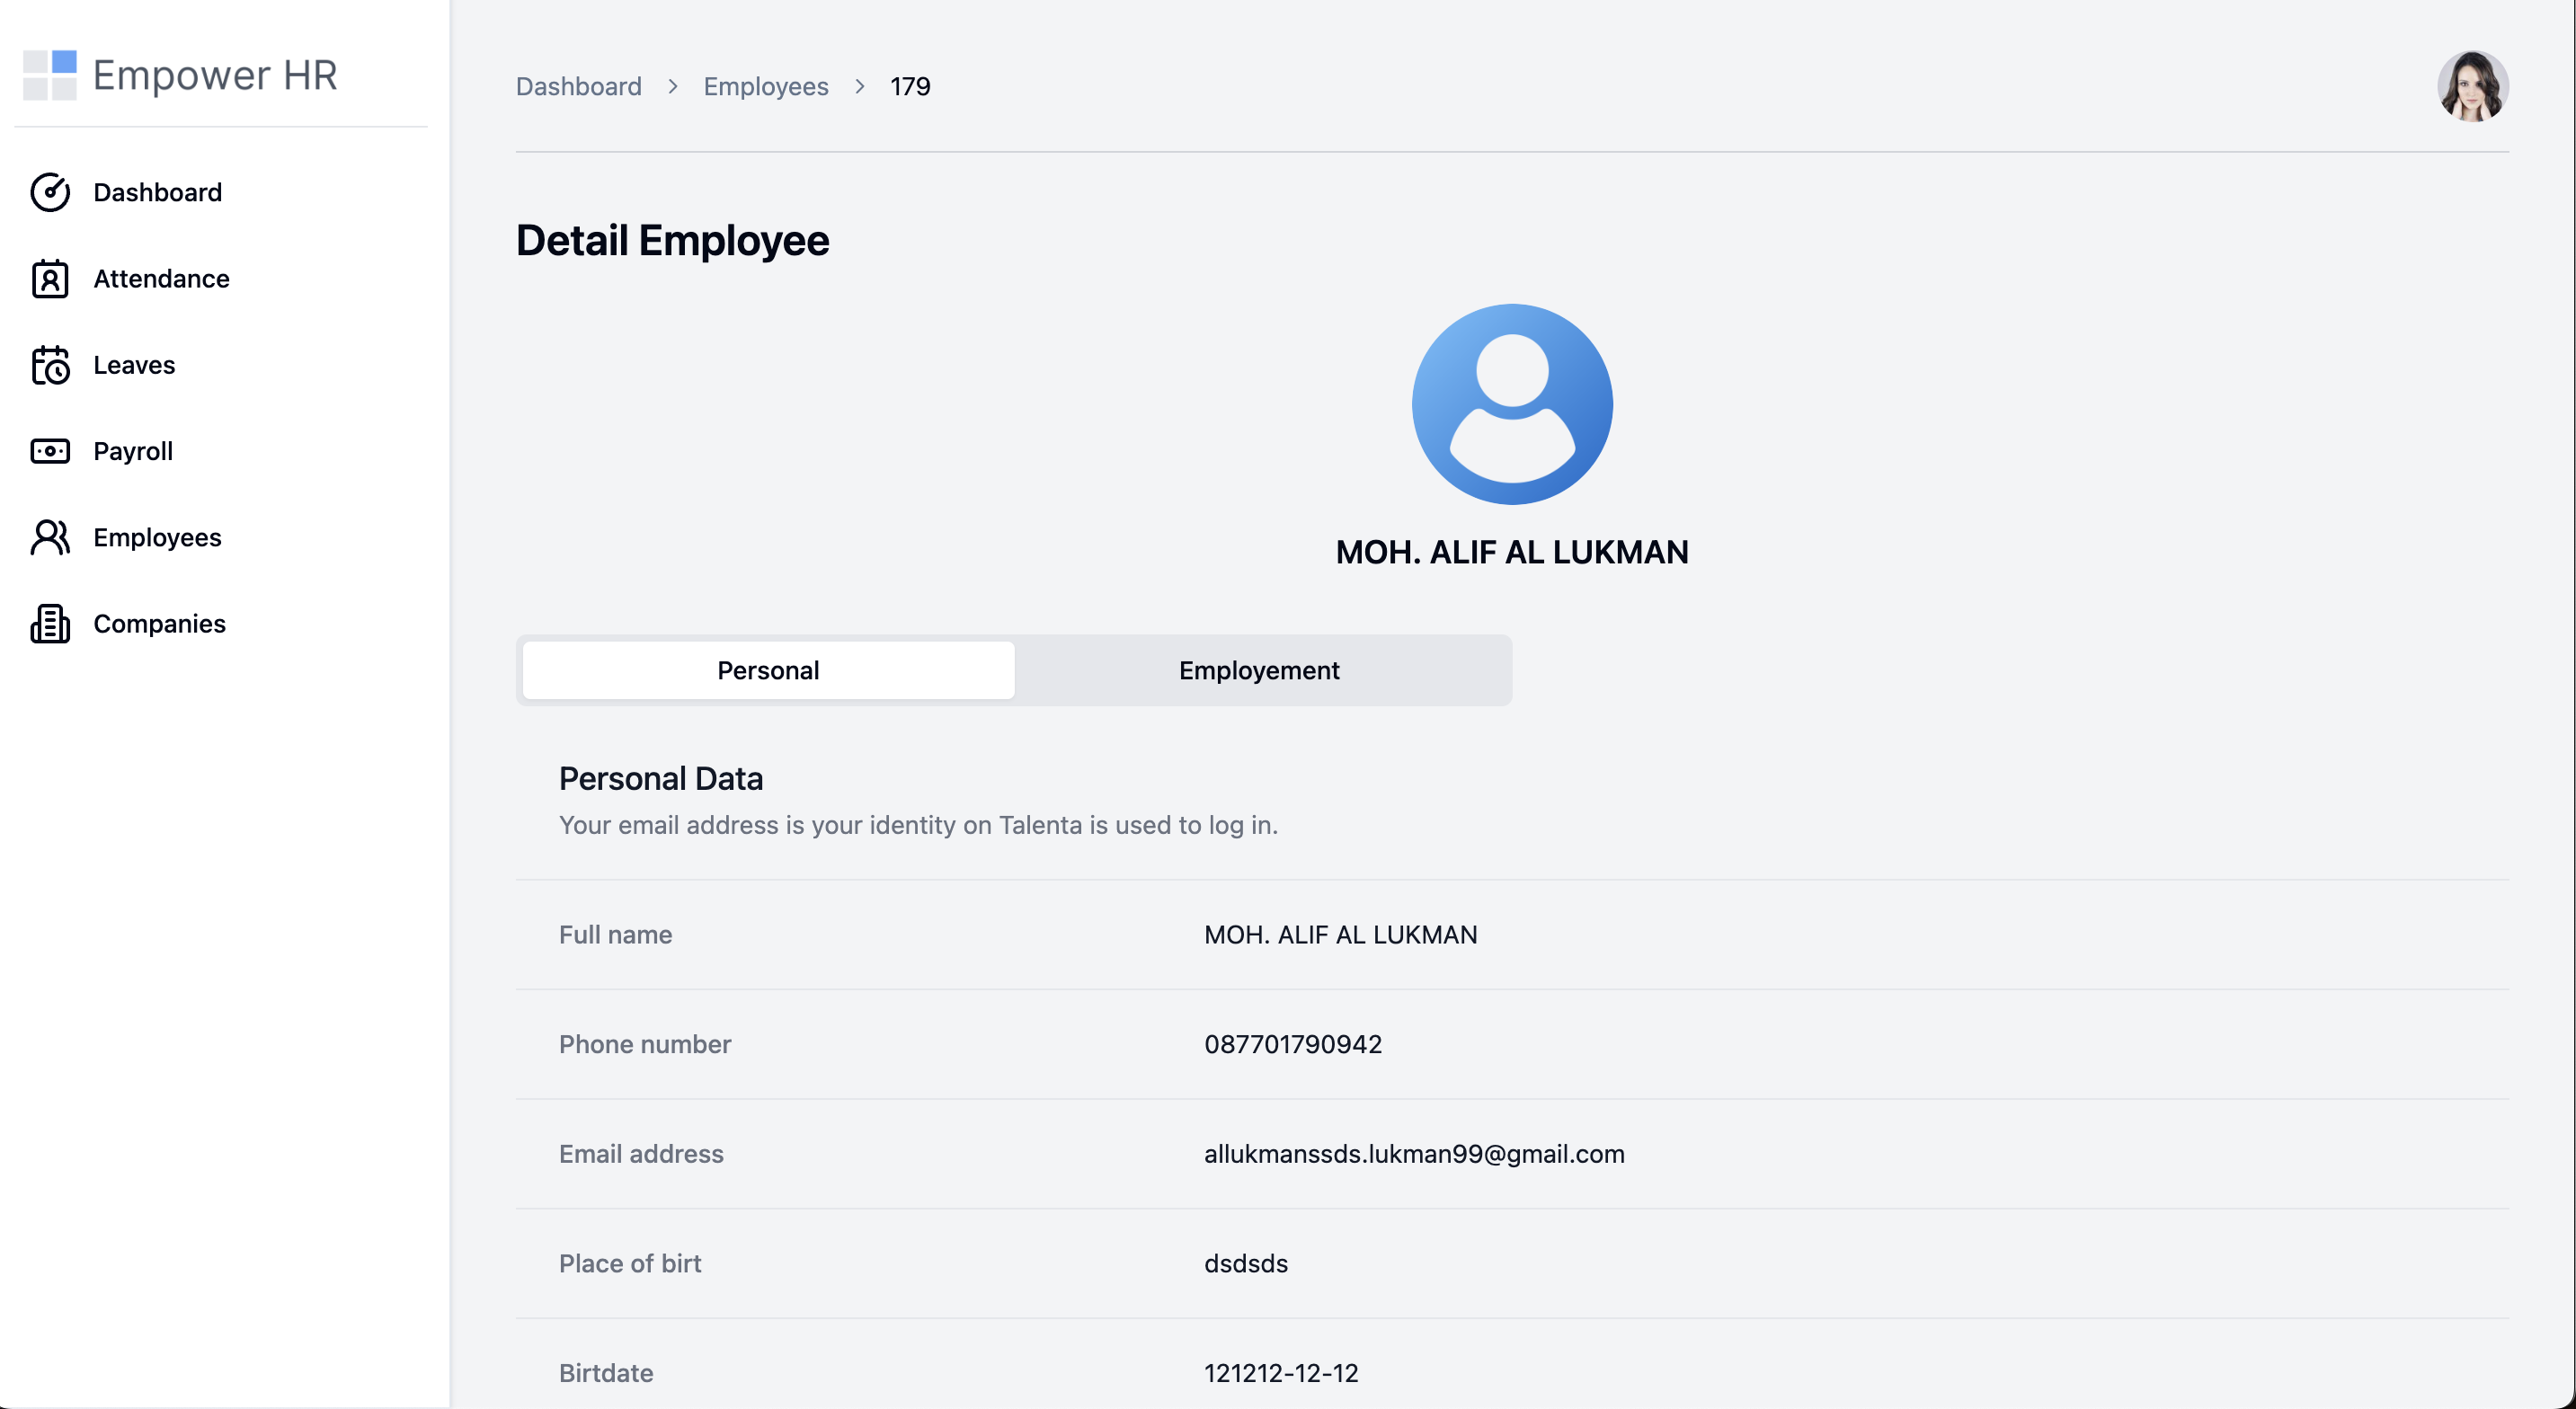 Empower HR
Dashboard
Attendance
Leaves
Payroll
Employees
Companies
Dashboard > Employees > 179
Detail Employee
MOH. ALIF AL LUKMAN
Personal Employement
Personal Data
Your email address is your identity on Talenta is used to log in.
Full name MOH. ALIF AL LUKMAN
Phone number 087701790942
Email address allukmanssds.lukman99@gmail.com
Place of birt dsdsds
Birtdate 121212-12-12